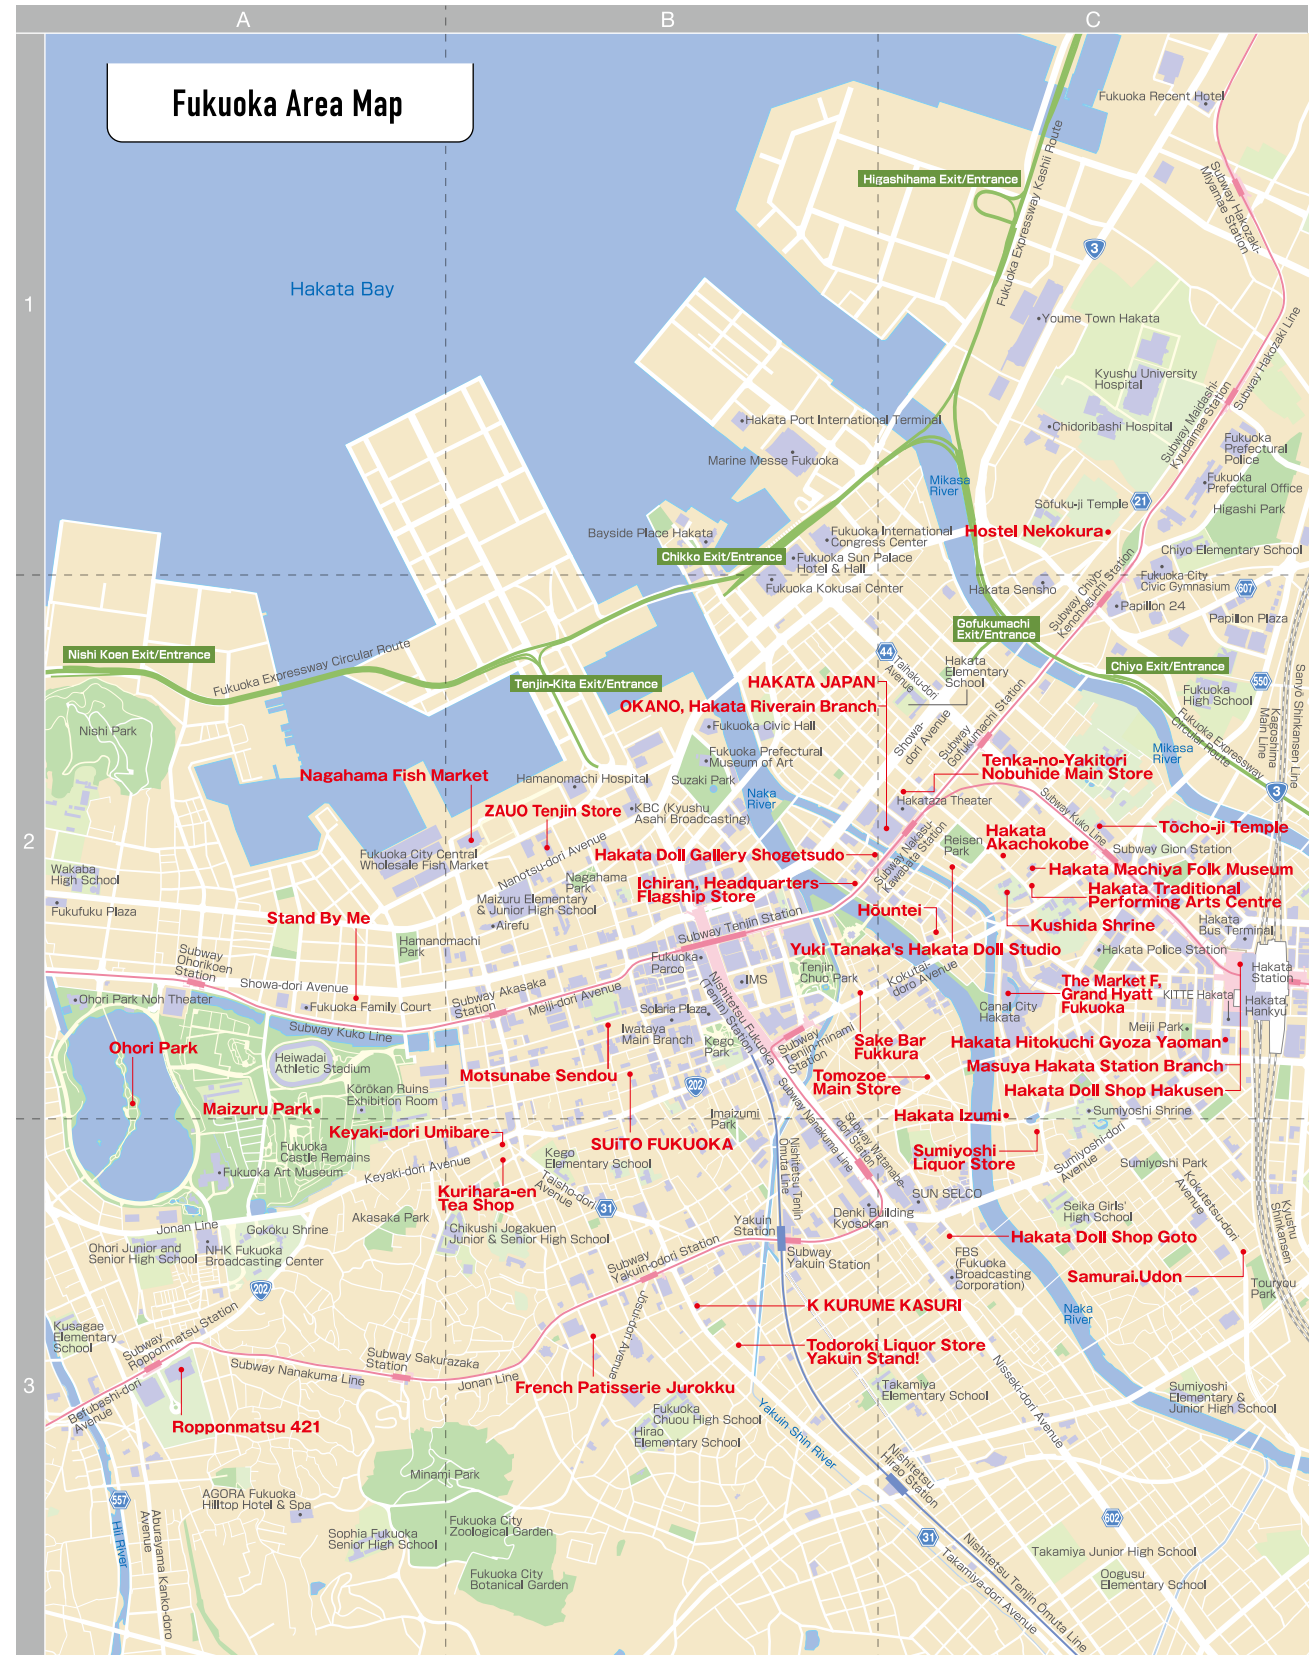 A
B
C
Fukuoka Area Map
1
2
3
Hakata Bay
Fukuoka Recent Hotel
Higashihama Exit/Entrance
Fukuoka Expressway Kashii Route
Subway Hakozaki-
Miyamae Station
3
Youme Town Hakata
Subway Hakozaki Line
Kyushu University
Hospital
Subway Maidashi-
Kyudaimae Station
Hakata Port International Terminal
Chidoribashi Hospital
Marine Messe Fukuoka
Fukuoka
Prefectural
Police
Mikasa
River
Fukuoka
Prefectural Office
Sōfuku-ji Temple
21
Higashi Park
Bayside Place Hakata
Fukuoka International
Congress Center
Hostel Nekokura
Chikko Exit/Entrance
Fukuoka Sun Palace
Hotel & Hall
Chiyo Elementary School
Fukuoka Kokusai Center
Hakata Sensho
Subway Chiyo-
Kenchoguchi Station
Fukuoka City
Civic Gymnasium
607
Papillon 24
Papillon Plaza
Gofukumachi
Exit/Entrance
Nishi Koen Exit/Entrance
Fukuoka Expressway Circular Route
Tenjin-Kita Exit/Entrance
44
Taihaku-dori
Avenue
Hakata
Elementary
School
Chiyo Exit/Entrance
HAKATA JAPAN
OKANO, Hakata Riverain Branch
Fukuoka
High School
550
Sanyō Shinkansen Line
Kagoshima
Main Line
Nishi Park
Fukuoka Civic Hall
Showa-
dori Avenue
Subway
Gofukumachi Station
Fukuoka Expressway
Circular Route
Mikasa
River
Fukuoka Prefectural
Museum of Art
Tenka-no-Yakitori
Nobuhide Main Store
Nagahama Fish Market
Hamanomachi Hospital
Suzaki Park
Naka
River
3
Hakataza Theater
ZAUO Tenjin Store
KBC (Kyushu
Asahi Broadcasting)
Subway Kuko Line
Tōchō-ji Temple
Reisen
Park
Hakata
Akachokobe
Subway Gion Station
Fukuoka City Central
Wholesale Fish Market
Nanotsu-dori Avenue
Hakata Doll Gallery Shogetsudo
Subway Nakasu-
Kawabata Station
Wakaba
High School
Nagahama
Park
Ichiran, Headquarters
Flagship Store
Hakata Machiya Folk Museum
Hakata Traditional
Performing Arts Centre
Maizuru Elementary
& Junior High School
Fukufuku Plaza
Stand By Me
Airefu
Hōuntei
Kushida Shrine
Hakata
Bus Terminal
Subway
Ohorikoen
Station
Hamanomachi
Park
Subway Tenjin Station
Yuki Tanaka's Hakata Doll Studio
Hakata Police Station
Fukuoka
Parco
Tenjin
Chuo Park
Kokutai-
doro Avenue
Hakata
Station
Showa-dori Avenue
IMS
Nishitetsu Fukuoka
(Tenjin) Station
The Market F,
Grand Hyatt
Fukuoka
KITTE Hakata
Hakata
Hankyu
Ohori Park Noh Theater
Fukuoka Family Court
Subway Akasaka
Station
Meiji-dori Avenue
Solaria Plaza
Canal City
Hakata
Subway Kuko Line
Iwataya
Main Branch
Kego
Park
Subway
Tenjin-minami
Station
Meiji Park
Ohori Park
Heiwadai
Athletic Stadium
Sake Bar
Fukkura
Hakata Hitokuchi Gyoza Yaoman
Motsunabe Sendou
202
Tomozoe
Main Store
Masuya Hakata Station Branch
Kōrōkan Ruins
Exhibition Room
Hakata Doll Shop Hakusen
Maizuru Park
Imaizumi
Park
Subway Nanakuma Line
Hakata Izumi
Sumiyoshi Shrine
Keyaki-dori Umibare
SUiTO FUKUOKA
Nishitetsu Tenjin
Ōmuta Line
Subway Watanabe-
dori Station
Sumiyoshi
Liquor Store
Sumiyoshi-dori
Avenue
Fukuoka
Castle Remains
Kego
Elementary School
Sumiyoshi Park
Fukuoka Art Museum
Keyaki-dori Avenue
Taisho-dori
Avenue
Kokutetsu-dori
Avenue
Kurihara-en
Tea Shop
31
SUN SELCO
Seika Girls'
High School
Kyushu
Shinkansen
Akasaka Park
Denki Building
Kyosokan
Jonan Line
Gokoku Shrine
Chikushi Jogakuen
Junior & Senior High School
Yakuin
Station
Hakata Doll Shop Goto
Ohori Junior and
Senior High School
NHK Fukuoka
Broadcasting Center
Subway
Yakuin-odori Station
Subway
Yakuin Station
FBS
(Fukuoka
Broadcasting
Corporation)
Samurai.Udon
202
Touryou
Park
Jōsui-dori Avenue
K KURUME KASURI
Naka
River
Kusagae
Elementary
School
Subway
Ropponmatsu Station
Todoroki Liquor Store
Yakuin Stand!
Subway Nanakuma Line
Subway Sakurazaka
Station
Jonan Line
French Patisserie Jurokku
Nisseki-dori Avenue
Takamiya
Elementary School
Sumiyoshi
Elementary &
Junior High School
Befubashi-dori
Avenue
Ropponmatsu 421
Fukuoka
Chuou High School
Hirao
Elementary School
Yakuin Shin River
Nishitetsu
Hirao Station
Minami Park
AGORA Fukuoka
Hilltop Hotel & Spa
557
Hii River
Aburayama Kanko-doro
Avenue
Sophia Fukuoka
Senior High School
Fukuoka City
Zoological Garden
602
31
Takamiya Junior High School
Fukuoka City
Botanical Garden
Takamiya-dori Avenue
Nishitetsu Tenjin Ōmuta Line
Oogusu
Elementary School